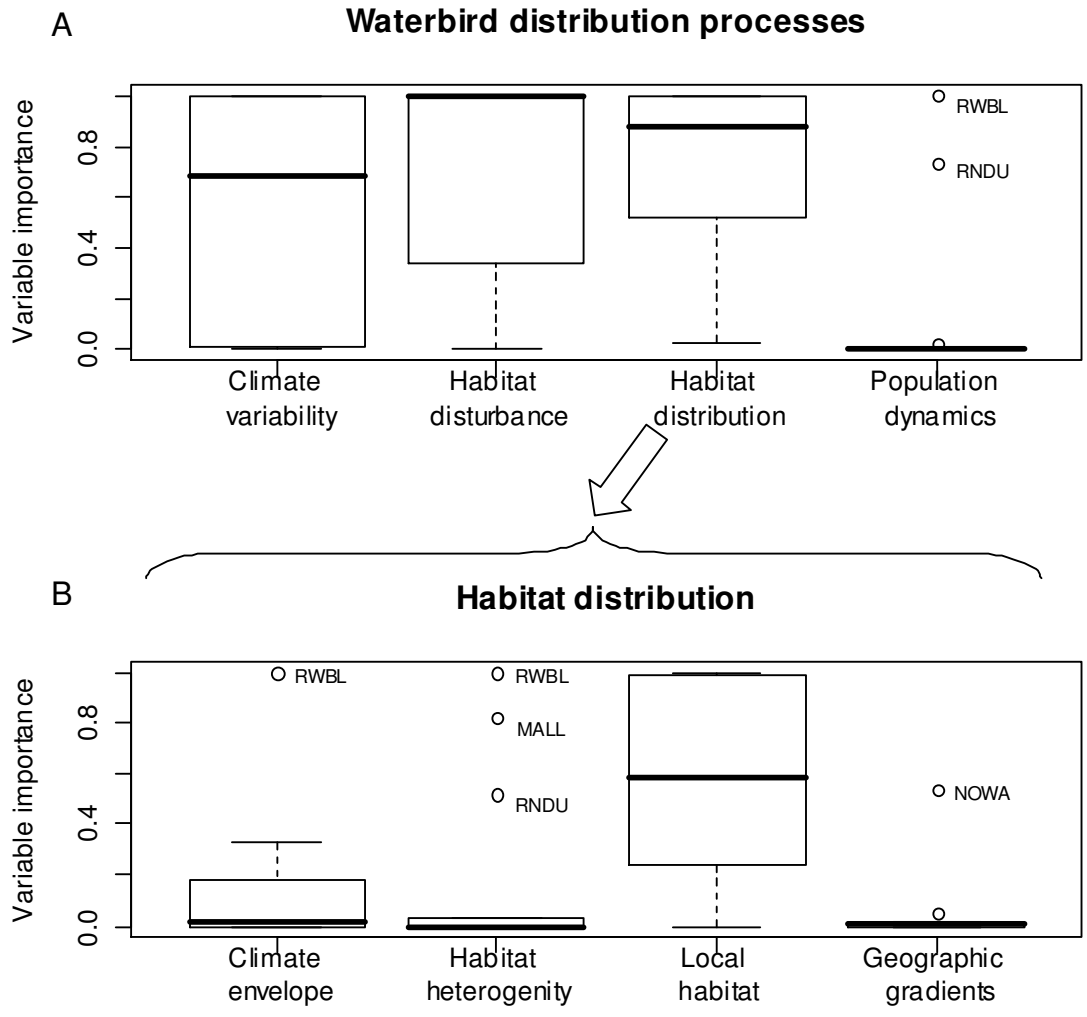 A
Waterbird distribution processes
Variable importance
0.8
0.4
0.0
RWBL
RNDU
Climate
variability
Habitat
disturbance
Habitat
distribution
Population
dynamics
B
Habitat distribution
Variable importance
0.8
0.4
0.0
RWBL
RWBL
MALL
RNDU
NOWA
Climate
envelope
Habitat
heterogenity
Local
habitat
Geographic
gradients